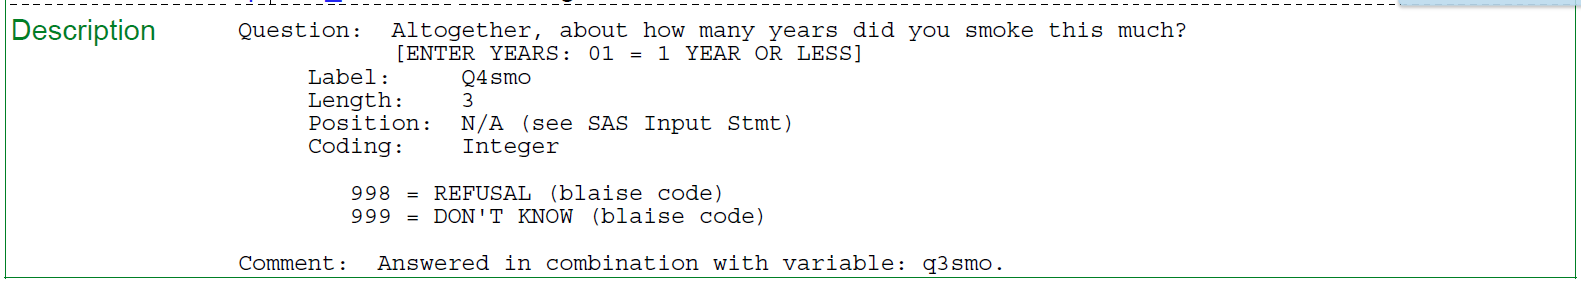 Description
Question: Altogether, about how many years did you smoke this much?
[ENTER YEARS: 01 = 1 YEAR OR LESS]
Label: Q4smo
Length: 3
Position: N/A (see SAS Input Stmt)
Coding: Integer
998 = REFUSAL (blaise code)
999 = DON'T KNOW (blaise code)
Comment: Answered in combination with variable: q3smo.